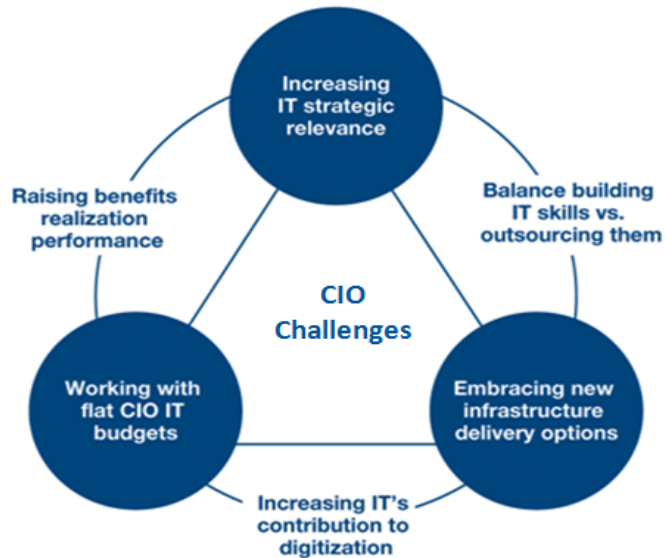 Increasing
IT strategic
relevance
Raising benefits
realization
performance
Balance building
IT skills vs.
outsourcing them
CIO
Challenges
Working with
flat CIO IT
budgets
Embracing new
infrastructure
delivery options
Increasing IT's
contribution to
digitization